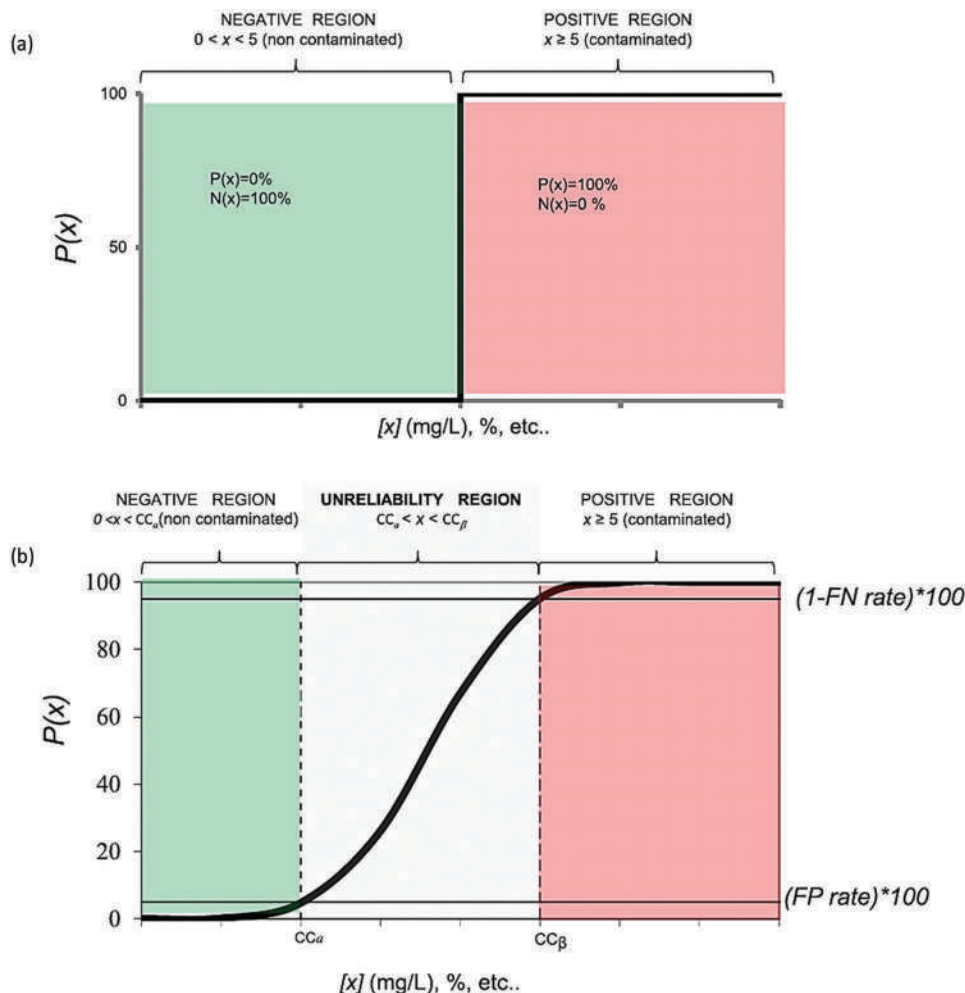 (a)
NEGATIVE REGION
0 < x < 5 (non contaminated)
POSITIVE REGION
x ≥ 5 (contaminated)
100
50
0
P(x)
P(x)=0%
N(x)=100%
P(x)=100%
N(x)=0 %
[x] (mg/L), %, etc..
(b)
NEGATIVE REGION
0 <x < CCα(non contaminated)
UNRELIABILITY REGION
CCα < x < CCβ
POSITIVE REGION
x ≥ 5 (contaminated)
100
80
60
40
20
0
P(x)
(1-FN rate)*100
(FP rate)*100
CCα
CCβ
[x] (mg/L), %, etc..